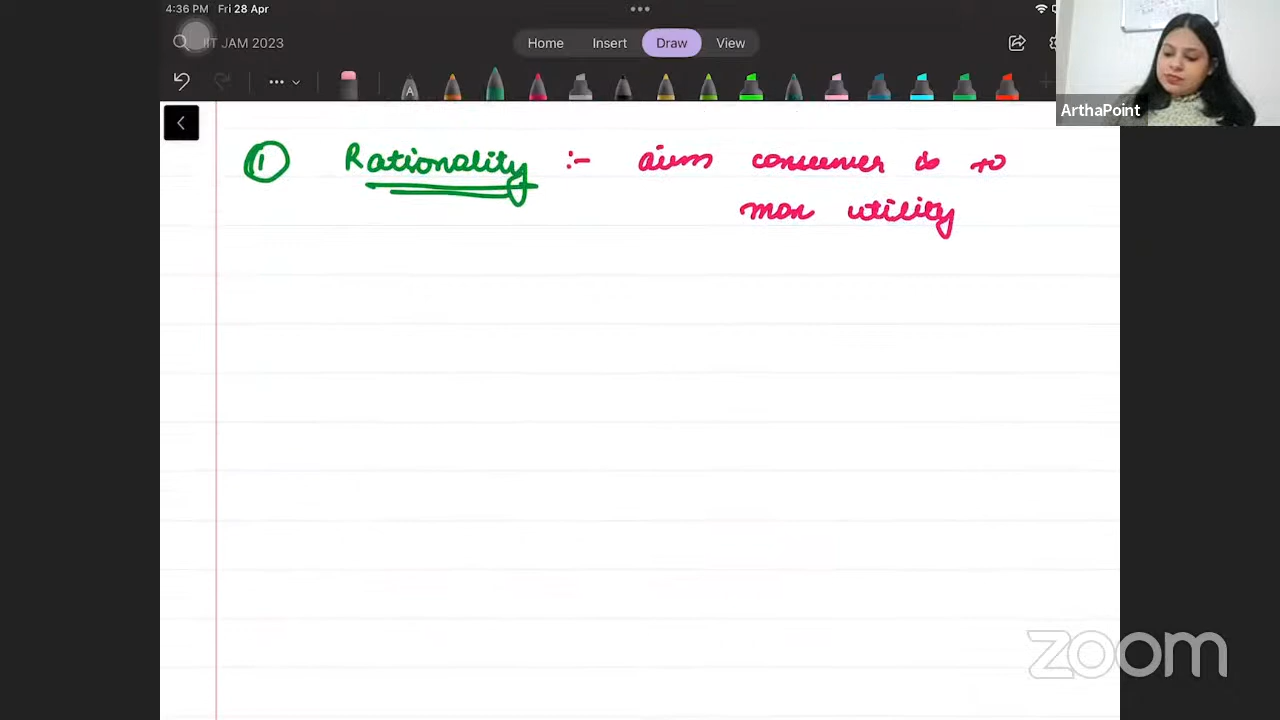 4:36 PM Fri 28 Apr
IIT JAM 2023
Home Insert Draw View
A
ArthaPoint
① Rationality :- aim consumer is to
max utility
zoom